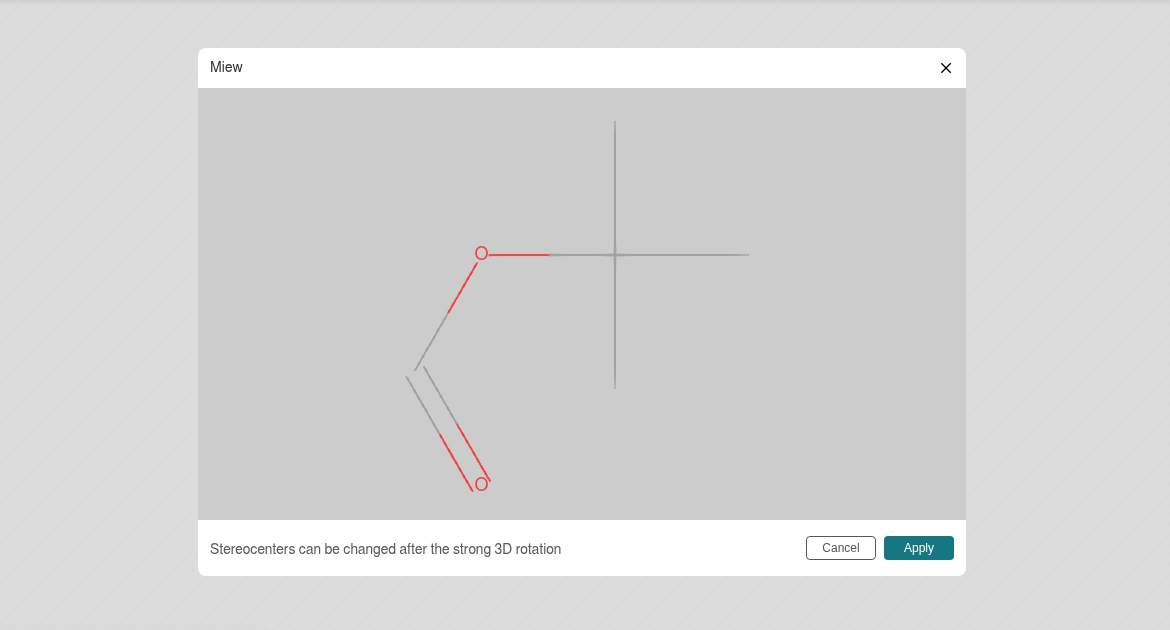 Miew
O
O
Stereocenters can be changed after the strong 3D rotation
Cancel
Apply